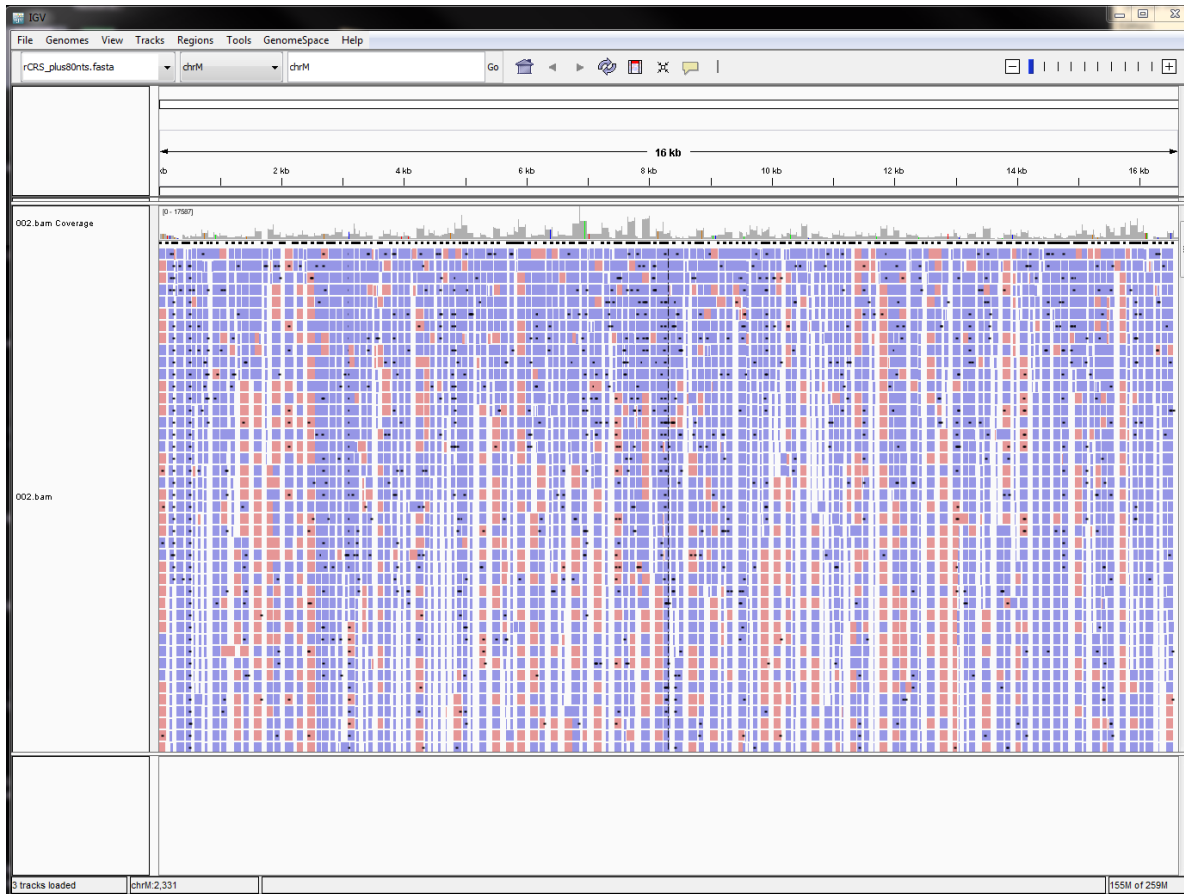 IGV
File Genomes View Tracks Regions Tools GenomeSpace Help
rCRS_plus80nts.fasta chrM chrM Go
16 kb
kb 2 kb 4 kb 6 kb 8 kb 10 kb 12 kb 14 kb 16 kb
[0 - 17587]
002.bam Coverage
002.bam
3 tracks loaded chrM:2,331 155M of 259M